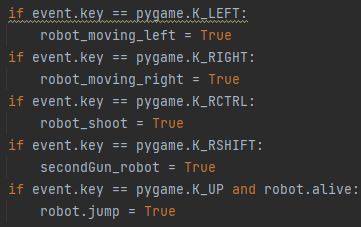 if event.key == pygame.K_LEFT:
    robot_moving_left = True
if event.key == pygame.K_RIGHT:
    robot_moving_right = True
if event.key == pygame.K_RCTRL:
    robot_shoot = True
if event.key == pygame.K_RSHIFT:
    secondGun_robot = True
if event.key == pygame.K_UP and robot.alive:
    robot.jump = True